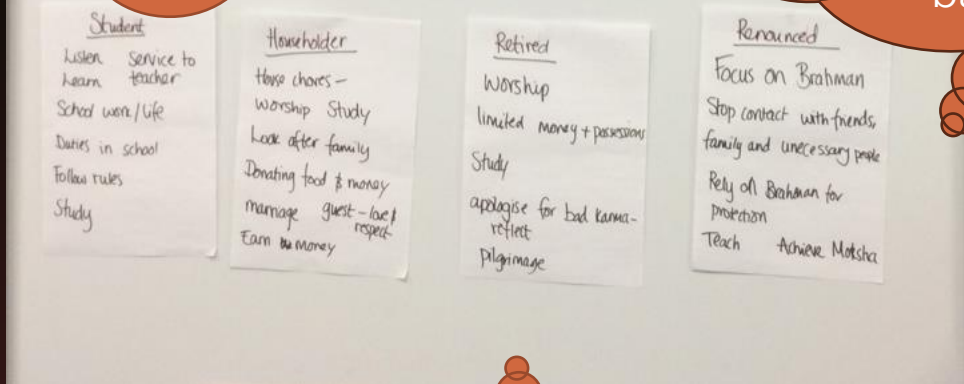 Student
Listen Service to
Learn teacher
School work/life
Duties in school
Follow rules
Study
Householder
House chores –
Worship Study
Look after family
Donating food & money
marriage guest – love &
respect
Earn money
Retired
Worship
limited money + possessions
Study
apologise for bad karma –
reflect
Pilgrimage
Renounced
Focus on Brahman
Stop contact with friends,
family and unecessary people
Rely on Brahman for
protection
Teach Achieve Moksha